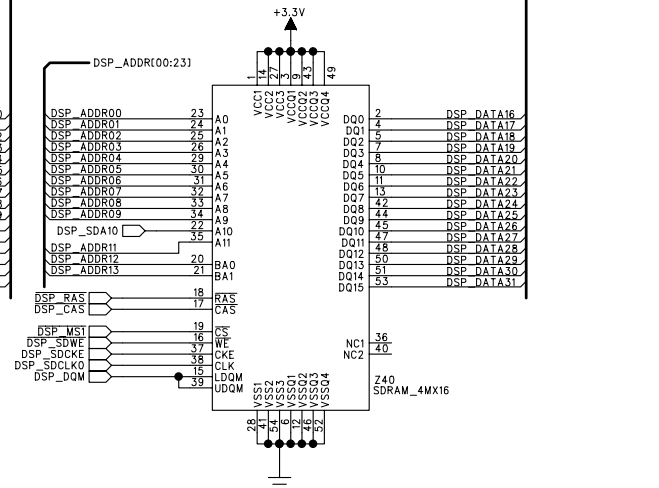 +3.3V
DSP_ADDR[00:23]
1 14 27 3 9 43 49
VCC1 VCC2 VCC3 VCCQ1 VCCQ2 VCCQ3 VCCQ4
DSP_ADDR00 23 A0 DQ0 2 DSP_DATA16
DSP_ADDR01 24 A1 DQ1 4 DSP_DATA17
DSP_ADDR02 25 A2 DQ2 5 DSP_DATA18
DSP_ADDR03 26 A3 DQ3 7 DSP_DATA19
DSP_ADDR04 29 A4 DQ4 8 DSP_DATA20
DSP_ADDR05 30 A5 DQ5 10 DSP_DATA21
DSP_ADDR06 31 A6 DQ6 11 DSP_DATA22
DSP_ADDR07 32 A7 DQ7 13 DSP_DATA23
DSP_ADDR08 33 A8 DQ8 42 DSP_DATA24
DSP_ADDR09 34 A9 DQ9 44 DSP_DATA25
DSP_SDA10 22 A10 DQ10 45 DSP_DATA26
35 A11 DQ11 47 DSP_DATA27
DSP_ADDR11 DQ12 48 DSP_DATA28
DSP_ADDR12 20 BA0 DQ13 50 DSP_DATA29
DSP_ADDR13 21 BA1 DQ14 51 DSP_DATA30
DQ15 53 DSP_DATA31
DSP_RAS 18 RAS
DSP_CAS 17 CAS
DSP_MS1 19 CS
DSP_SDWE 16 WE NC1 36
DSP_SDCKE 37 CKE NC2 40
DSP_SDCLK0 38 CLK
DSP_DQM 15 LDQM
39 UDQM
Z40
SDRAM_4MX16
VSS1 VSS2 VSS3 VSSQ1 VSSQ2 VSSQ3 VSSQ4
28 41 54 6 12 46 52